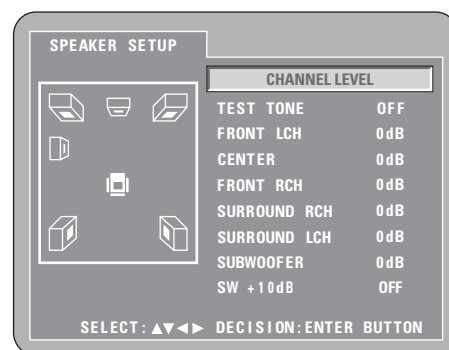 SPEAKER SETUP
CHANNEL LEVEL
TEST TONE OFF
FRONT LCH 0dB
CENTER 0dB
FRONT RCH 0dB
SURROUND RCH 0dB
SURROUND LCH 0dB
SUBWOOFER 0dB
SW +10dB OFF
SELECT:▲▼◀▶ DECISION:ENTER BUTTON